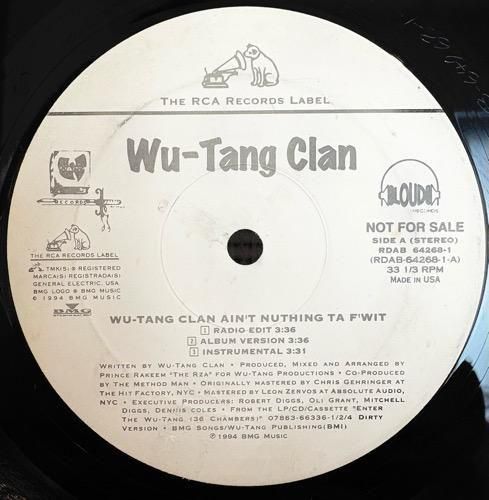 The RCA Records Label
Wu-Tang Clan
RECORDS
LOUD
RECORDS
NOT FOR SALE
SIDE A (STEREO)
RDAB 64268-1
(RDAB-64268-1-A)
33 1/3 RPM
MADE IN USA
The RCA Records Label
TMK(S) ® REGISTERED
MARCA(S) REGISTRADA(S)
GENERAL ELECTRIC, USA
BMG LOGO ® BMG MUSIC
© 1994 BMG MUSIC
BMG
WU-TANG CLAN AIN'T NUTHING TA F'WIT
1 RADIO EDIT 3:36
2 ALBUM VERSION 3:36
3 INSTRUMENTAL 3:31
Written by Wu-Tang Clan • Produced, Mixed and Arranged by
Prince Rakeem "The Rza" for Wu-Tang Productions • Co-Produced
by The Method Man • Originally mastered by Chris Gehringer at
The Hit Factory, NYC • Mastered by Leon Zervos at Absolute Audio,
NYC • Executive Producers: Robert Diggs, Oli Grant, Mitchell
Diggs, Dennis Coles • From the LP/CD/Cassette "Enter
The Wu-Tang, (36 Chambers)" 07863-66336-1/2/4 Dirty
Version • BMG Songs/Wu-Tang Publishing(BMI)
℗ 1994 BMG Music